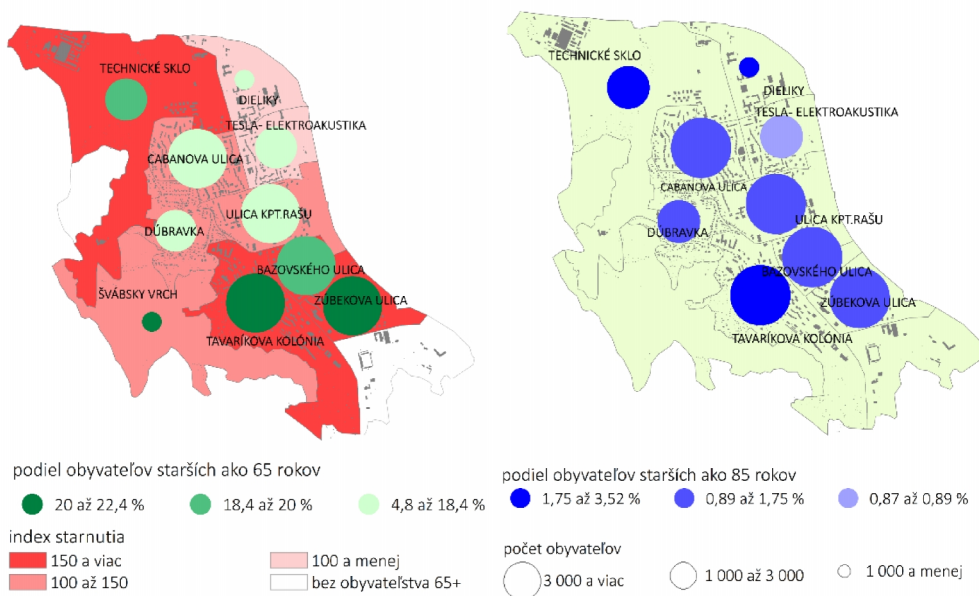 TECHNICKÉ SKLO
DIELIKY
TESLA- ELEKTROAKUSTIKA
CABANOVA ULICA
ULICA KPT.RAŠU
DÚBRAVKA
BAZOVSKÉHO ULICA
ŠVÁBSKY VRCH
ZÚBEKOVA ULICA
TAVARÍKOVA KOLÓNIA
podiel obyvateľov starších ako 65 rokov
20 až 22,4 %
18,4 až 20 %
4,8 až 18,4 %
index starnutia
150 a viac
100 a menej
100 až 150
bez obyvateľstva 65+
TECHNICKÉ SKLO
DIELIKY
TESLA- ELEKTROAKUSTIKA
CABANOVA ULICA
ULICA KPT.RAŠU
DÚBRAVKA
BAZOVSKÉHO ULICA
ZÚBEKOVA ULICA
TAVARÍKOVA KOLÓNIA
podiel obyvateľov starších ako 85 rokov
1,75 až 3,52 %
0,89 až 1,75 %
0,87 až 0,89 %
počet obyvateľov
3 000 a viac
1 000 až 3 000
1 000 a menej